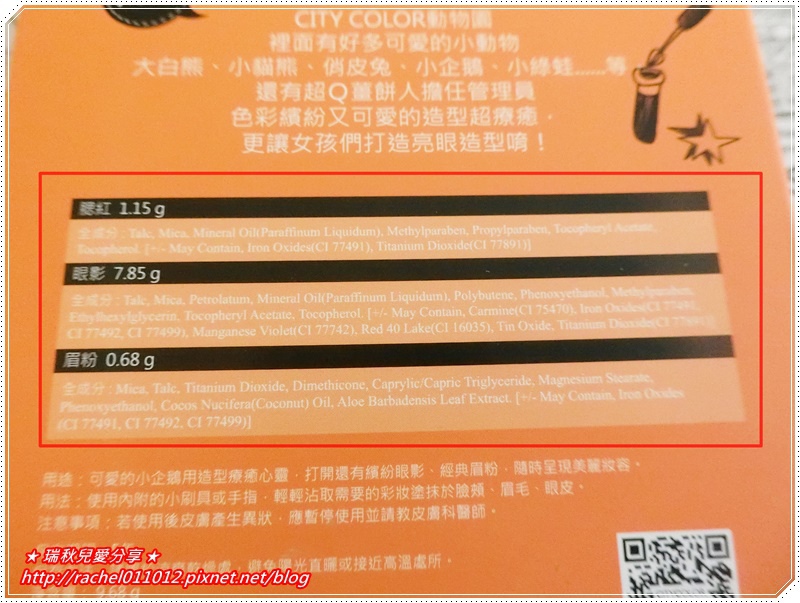 CITY COLOR動物園
裡面有好多可愛的小動物
大白熊、小貓熊、俏皮兔、小企鵝、小綠蛙......等
還有超Q薑餅人擔任管理員
色彩繽紛又可愛的造型超療癒，
更讓女孩們打造亮眼造型唷！
腮紅 1.15 g
全成分 : Talc, Mica, Mineral Oil(Paraffinum Liquidum), Methylparaben, Propylparaben, Tocopheryl Acetate,
Tocopherol. [+/- May Contain, Iron Oxides(CI 77491), Titanium Dioxide(CI 77891)]
眼影 7.85 g
全成分 : Talc, Mica, Petrolatum, Mineral Oil(Paraffinum Liquidum), Polybutene, Phenoxyethanol, Methylparaben,
Ethylhexylglycerin, Tocopheryl Acetate, Tocopherol. [+/- May Contain, Carmine(CI 75470), Iron Oxides(CI 77491,
CI 77492, CI 77499), Manganese Violet(CI 77742), Red 40 Lake(CI 16035), Tin Oxide, Titanium Dioxide(CI 77891)]
眉粉 0.68 g
全成分 : Mica, Talc, Titanium Dioxide, Dimethicone, Caprylic/Capric Triglyceride, Magnesium Stearate,
Phenoxyethanol, Cocos Nucifera(Coconut) Oil, Aloe Barbadensis Leaf Extract. [+/- May Contain, Iron Oxides
(CI 77491, CI 77492, CI 77499)]
用途：可愛的小企鵝用造型療癒心靈，打開還有繽紛眼影、經典眉粉，隨時呈現美麗妝容。
用法：使用內附的小刷具或手指，輕輕沾取需要的彩妝塗抹於臉頰、眉毛、眼皮。
注意事項：若使用後皮膚產生異狀，應暫停使用並請教皮膚科醫師。
乾燥處，避免陽光直曬或接近高溫處所。
9.68 g
★瑞秋兒愛分享★
http://rachel011012.pixnet.net/blog